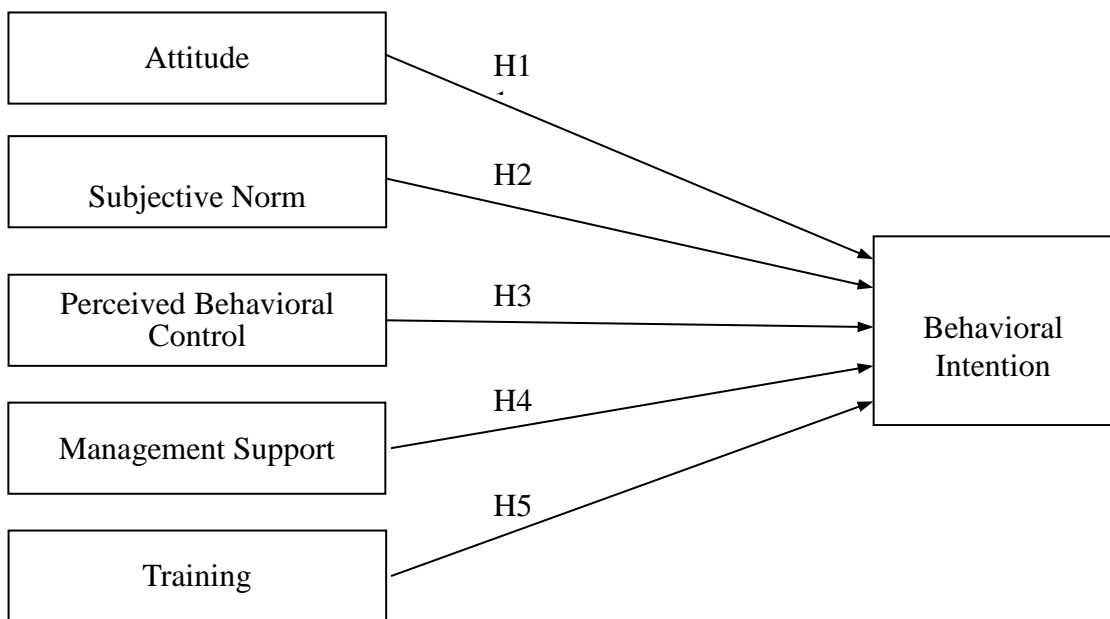 Attitude
H1
Subjective Norm
H2
Perceived Behavioral
Control
H3
Management Support
H4
Training
H5
Behavioral
Intention